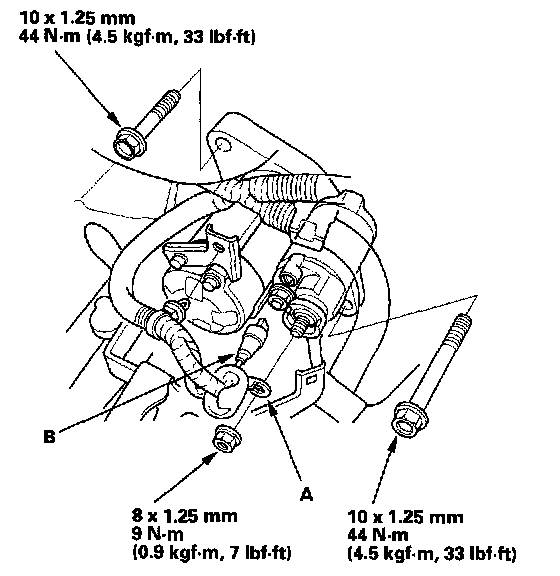 10 x 1.25 mm
44 N·m (4.5 kgf·m, 33 lbf·ft)
B
A
8 x 1.25 mm
9 N·m
(0.9 kgf·m, 7 lbf·ft)
10 x 1.25 mm
44 N·m
(4.5 kgf·m, 33 lbf·ft)